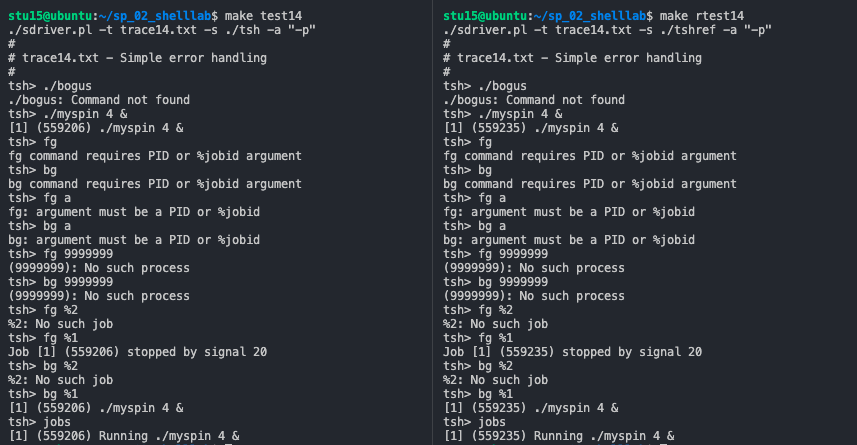 stu15@ubuntu:~/sp_02_shelllab$ make test14
./sdriver.pl -t trace14.txt -s ./tsh -a "-p"
#
# trace14.txt - Simple error handling
#
tsh> ./bogus
./bogus: Command not found
tsh> ./myspin 4 &
[1] (559206) ./myspin 4 &
tsh> fg
fg command requires PID or %jobid argument
tsh> bg
bg command requires PID or %jobid argument
tsh> fg a
fg: argument must be a PID or %jobid
tsh> bg a
bg: argument must be a PID or %jobid
tsh> fg 9999999
(9999999): No such process
tsh> bg 9999999
(9999999): No such process
tsh> fg %2
%2: No such job
tsh> fg %1
Job [1] (559206) stopped by signal 20
tsh> bg %2
%2: No such job
tsh> bg %1
[1] (559206) ./myspin 4 &
tsh> jobs
[1] (559206) Running ./myspin 4 &
stu15@ubuntu:~/sp_02_shelllab$ make rtest14
./sdriver.pl -t trace14.txt -s ./tshref -a "-p"
#
# trace14.txt - Simple error handling
#
tsh> ./bogus
./bogus: Command not found
tsh> ./myspin 4 &
[1] (559235) ./myspin 4 &
tsh> fg
fg command requires PID or %jobid argument
tsh> bg
bg command requires PID or %jobid argument
tsh> fg a
fg: argument must be a PID or %jobid
tsh> bg a
bg: argument must be a PID or %jobid
tsh> fg 9999999
(9999999): No such process
tsh> bg 9999999
(9999999): No such process
tsh> fg %2
%2: No such job
tsh> fg %1
Job [1] (559235) stopped by signal 20
tsh> bg %2
%2: No such job
tsh> bg %1
[1] (559235) ./myspin 4 &
tsh> jobs
[1] (559235) Running ./myspin 4 &